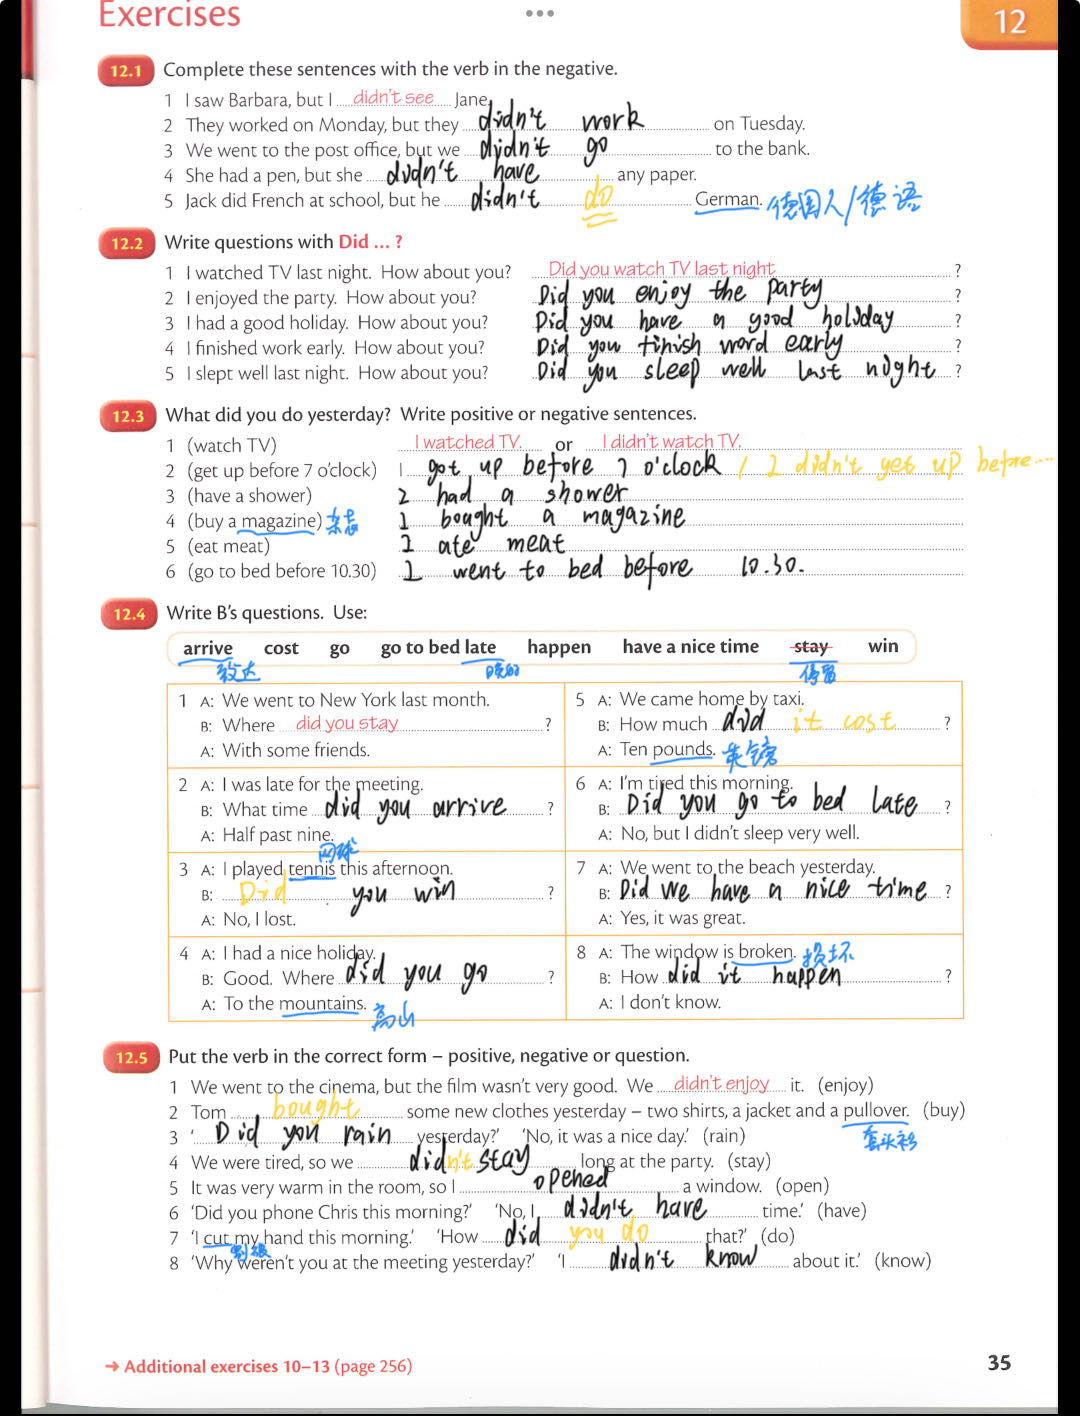 Exercises
12
12.1 Complete these sentences with the verb in the negative.
1 I saw Barbara, but I didn't see Jane.
2 They worked on Monday, but they didn't work on Tuesday.
3 We went to the post office, but we didn't go to the bank.
4 She had a pen, but she didn't have any paper.
5 Jack did French at school, but he didn't do German. 德国人/德语
12.2 Write questions with Did ... ?
1 I watched TV last night. How about you? Did you watch TV last night ?
2 I enjoyed the party. How about you? Did you enjoy the party ?
3 I had a good holiday. How about you? Did you have a good holiday ?
4 I finished work early. How about you? Did you finish word early ?
5 I slept well last night. How about you? Did you sleep well last night ?
12.3 What did you do yesterday? Write positive or negative sentences.
1 (watch TV) I watched TV. or I didn't watch TV.
2 (get up before 7 o'clock) I got up before 7 o'clock / I didn't get up before...
3 (have a shower) I had a shower
4 (buy a magazine) 杂志 I bought a magazine
5 (eat meat) I ate meat
6 (go to bed before 10.30) I went to bed before 10.30.
12.4 Write B's questions. Use:
arrive cost go go to bed late happen have a nice time stay win
到达 晚的 停留
1 A: We went to New York last month.
B: Where did you stay ?
A: With some friends.
2 A: I was late for the meeting.
B: What time did you arrive ?
A: Half past nine.
网球
3 A: I played tennis this afternoon.
B: Did you win ?
A: No, I lost.
4 A: I had a nice holiday.
B: Good. Where did you go ?
A: To the mountains.
高山
5 A: We came home by taxi.
B: How much did it cost ?
A: Ten pounds. 英镑
6 A: I'm tired this morning.
B: Did you go to bed late ?
A: No, but I didn't sleep very well.
7 A: We went to the beach yesterday.
B: Did we have a nice time ?
A: Yes, it was great.
8 A: The window is broken. 损坏
B: How did it happen ?
A: I don't know.
12.5 Put the verb in the correct form – positive, negative or question.
1 We went to the cinema, but the film wasn't very good. We didn't enjoy it. (enjoy)
2 Tom bought some new clothes yesterday – two shirts, a jacket and a pullover. (buy)
3 ' Did you rain yesterday?' 'No, it was a nice day.' (rain)
套头衫
4 We were tired, so we didn't stay long at the party. (stay)
5 It was very warm in the room, so I opened a window. (open)
6 'Did you phone Chris this morning?' 'No, I didn't have time.' (have)
7 'I cut my hand this morning.' 'How did you do that?' (do)
割破
8 'Why weren't you at the meeting yesterday?' 'I didn't know about it.' (know)
→ Additional exercises 10–13 (page 256)
35